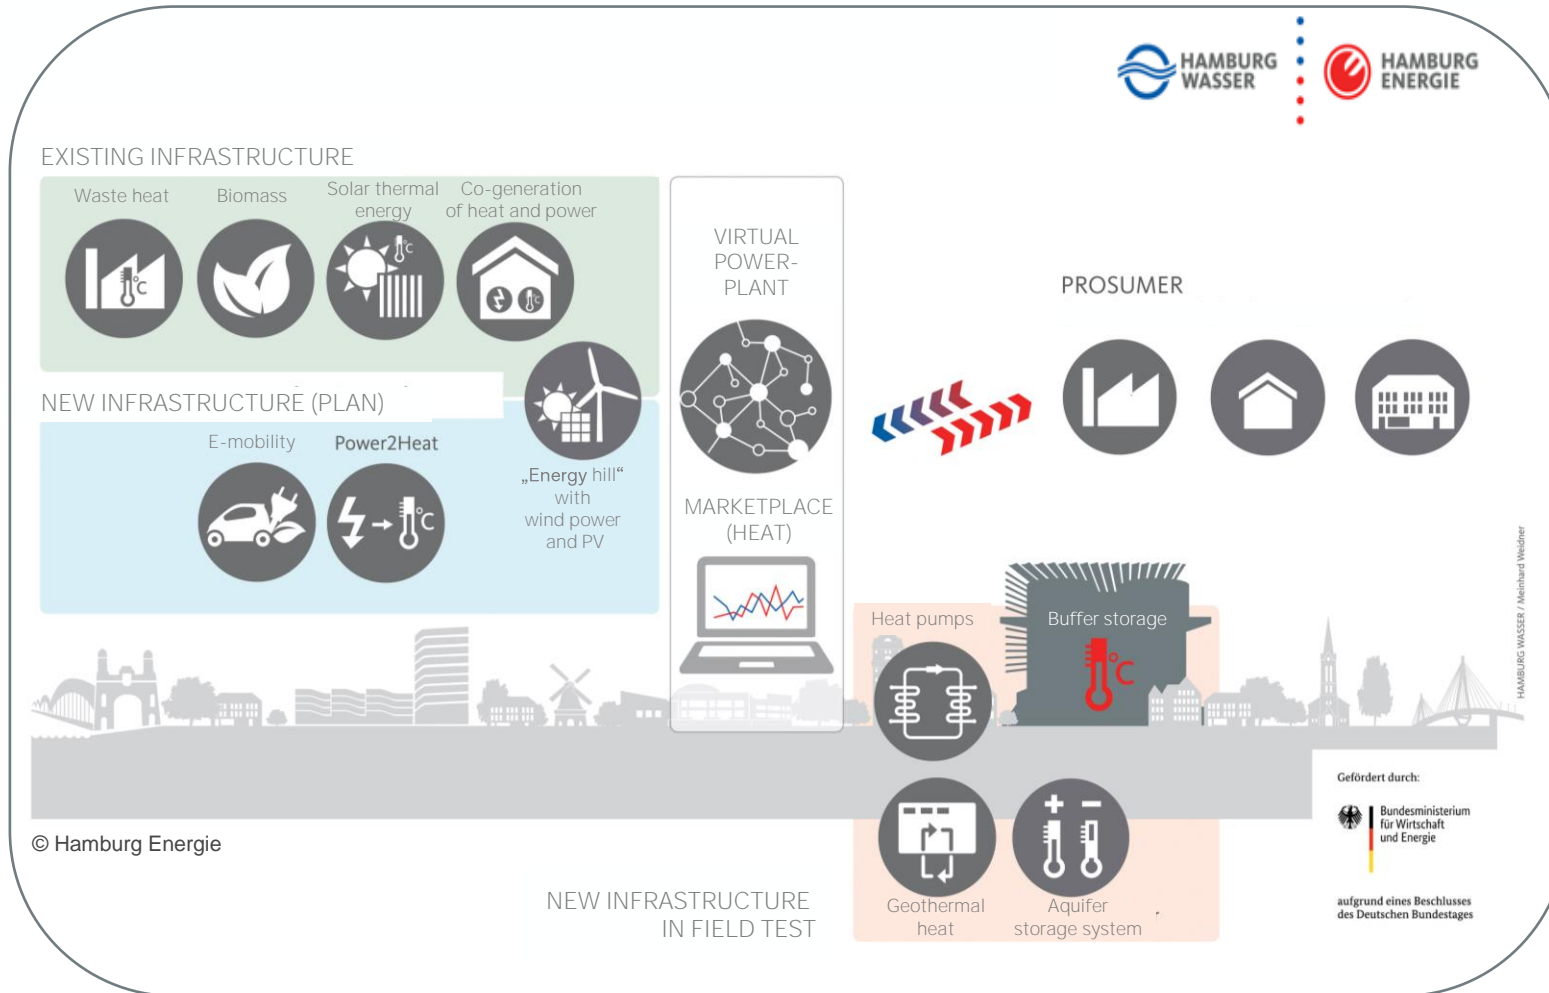 HAMBURG
WASSER
HAMBURG
ENERGIE
EXISTING INFRASTRUCTURE
Waste heat
Biomass
Solar thermal
energy
Co-generation
of heat and power
°C
°C
°C
VIRTUAL
POWER-
PLANT
PROSUMER
NEW INFRASTRUCTURE (PLAN)
E-mobility
Power2Heat
°C
„Energy hill“
with
wind power
and PV
MARKETPLACE
(HEAT)
Heat pumps
Buffer storage
°C
HAMBURG WASSER / Meinhard Weidner
© Hamburg Energie
+ −
NEW INFRASTRUCTURE
IN FIELD TEST
Geothermal
heat
Aquifer
storage system
Gefördert durch:
Bundesministerium
für Wirtschaft
und Energie
aufgrund eines Beschlusses
des Deutschen Bundestages